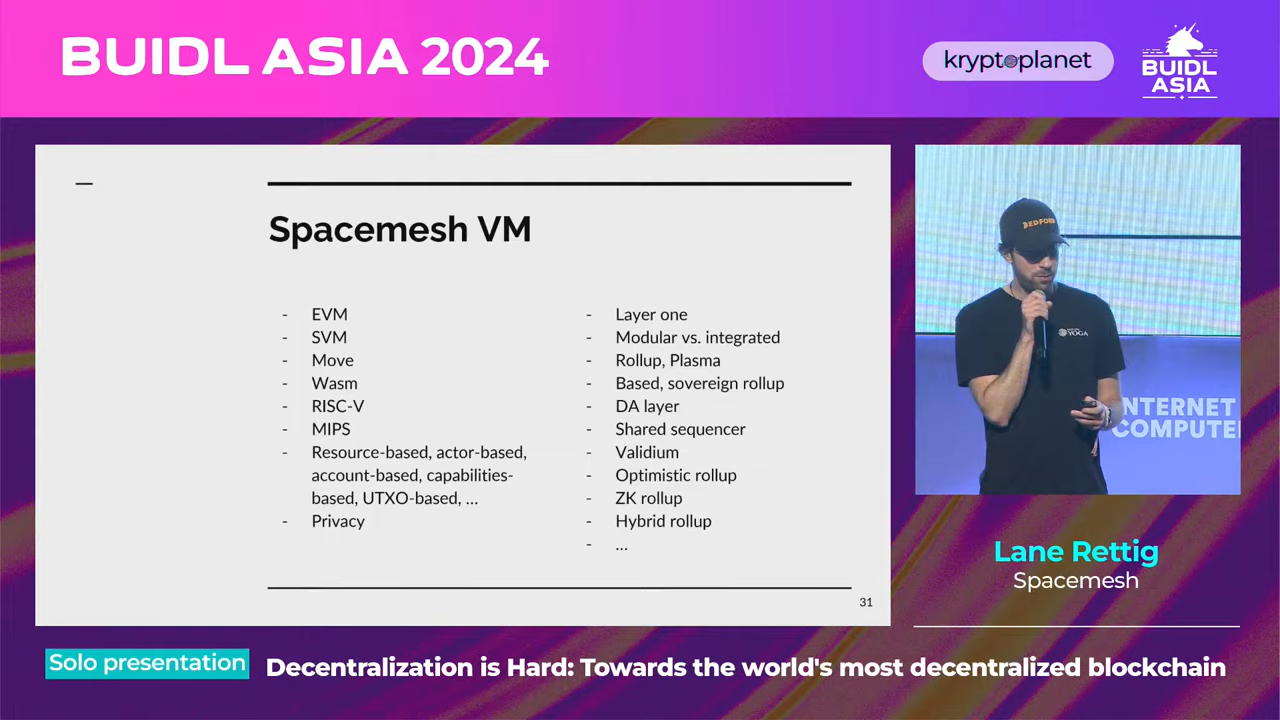 BUIDL ASIA 2024
kryptoplanet
BUIDL
ASIA
Spacemesh VM
- EVM
- SVM
- Move
- Wasm
- RISC-V
- MIPS
- Resource-based, actor-based,
account-based, capabilities-
based, UTXO-based, ...
- Privacy
- Layer one
- Modular vs. integrated
- Rollup, Plasma
- Based, sovereign rollup
- DA layer
- Shared sequencer
- Validium
- Optimistic rollup
- ZK rollup
- Hybrid rollup
- ...
31
YOGA
NTERNET
COMPUTE
Lane Rettig
Spacemesh
Solo presentation
Decentralization is Hard: Towards the world's most decentralized blockchain